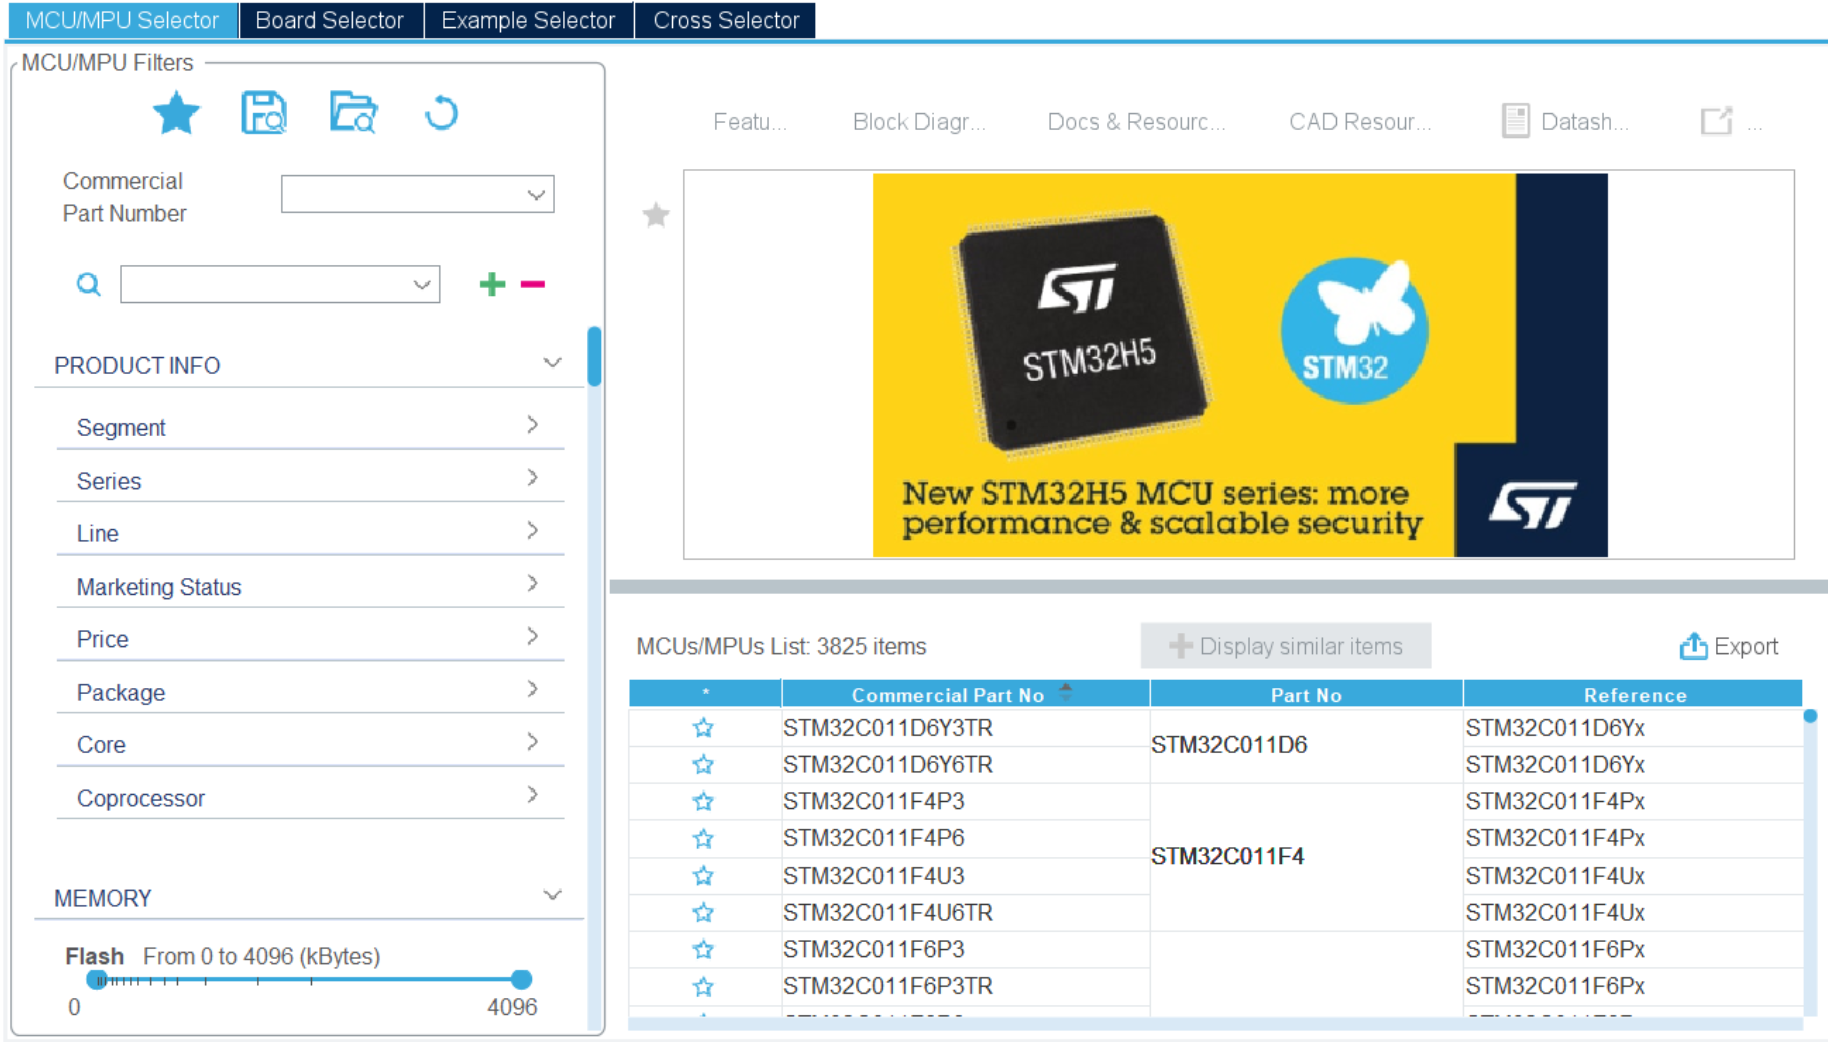 MCU/MPU Selector
Board Selector
Example Selector
Cross Selector
MCU/MPU Filters
Commercial
Part Number
PRODUCT INFO
Segment
Series
Line
Marketing Status
Price
Package
Core
Coprocessor
MEMORY
Flash From 0 to 4096 (kBytes)
0 4096
Featu...
Block Diagr...
Docs & Resourc...
CAD Resour...
Datash...
...
STM32H5
STM32
New STM32H5 MCU series: more
performance & scalable security
MCUs/MPUs List: 3825 items
Display similar items
Export
* Commercial Part No Part No Reference
STM32C011D6Y3TR STM32C011D6 STM32C011D6Yx
STM32C011D6Y6TR STM32C011D6Yx
STM32C011F4P3 STM32C011F4 STM32C011F4Px
STM32C011F4P6 STM32C011F4Px
STM32C011F4U3 STM32C011F4Ux
STM32C011F4U6TR STM32C011F4Ux
STM32C011F6P3 STM32C011F6Px
STM32C011F6P3TR STM32C011F6Px